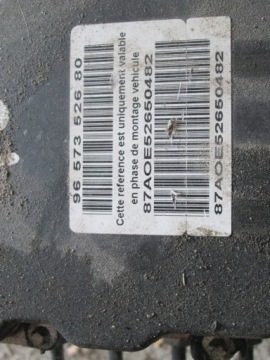 96 573 526 80
Cette reference est uniquement valable
en phase de montage vehicule
87AOE52650482
87AOE52650482